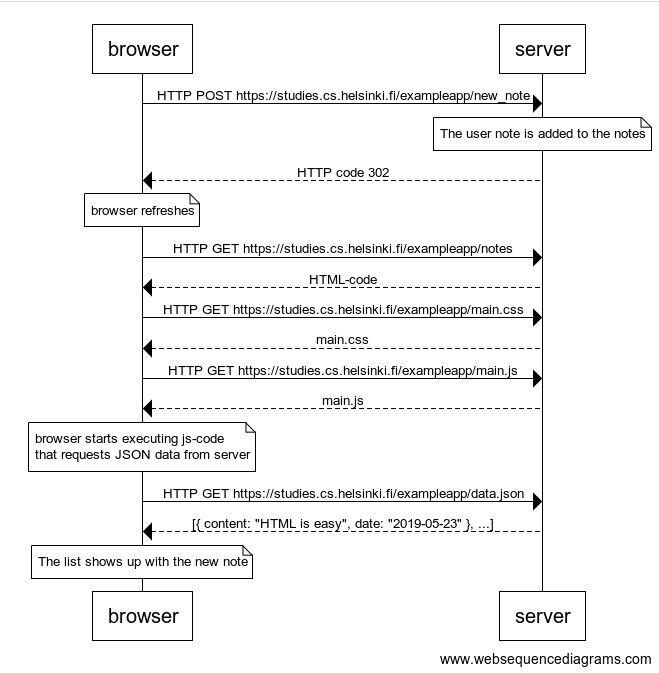 browser
server
HTTP POST https://studies.cs.helsinki.fi/exampleapp/new_note
The user note is added to the notes
HTTP code 302
browser refreshes
HTTP GET https://studies.cs.helsinki.fi/exampleapp/notes
HTML-code
HTTP GET https://studies.cs.helsinki.fi/exampleapp/main.css
main.css
HTTP GET https://studies.cs.helsinki.fi/exampleapp/main.js
main.js
browser starts executing js-code
that requests JSON data from server
HTTP GET https://studies.cs.helsinki.fi/exampleapp/data.json
[{ content: "HTML is easy", date: "2019-05-23" }, ...]
The list shows up with the new note
browser
server
www.websequencediagrams.com